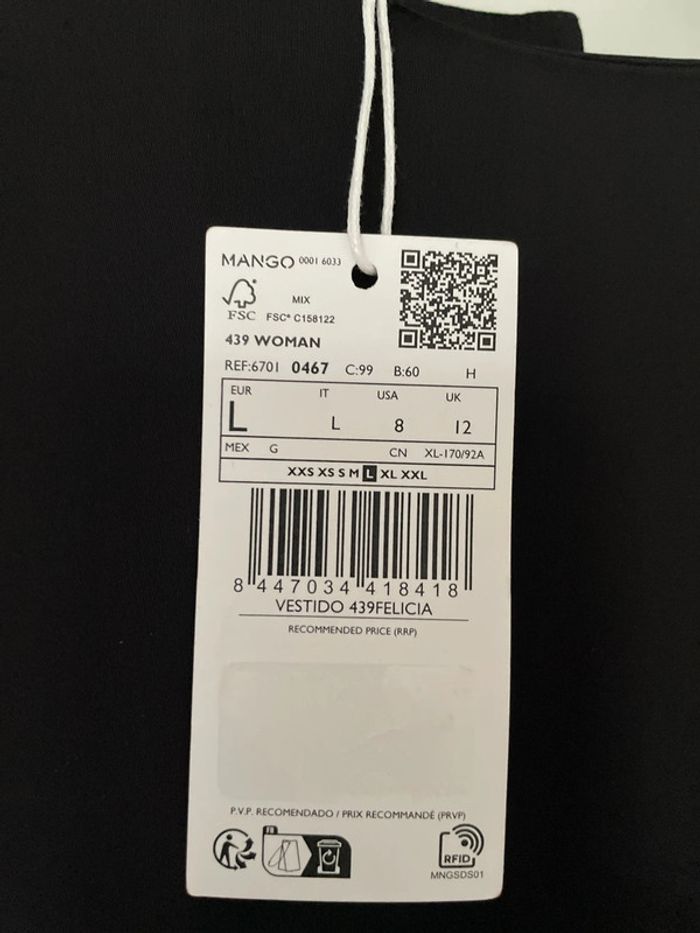 MANGO 0001 6033
MIX
FSC FSC® C158122
439 WOMAN
REF:6701 0467 C:99 B:60 H
EUR IT USA UK
L L 8 12
MEX G CN XL-170/92A
XXS XS S M L XL XXL
8 447034 418418
VESTIDO 439FELICIA
RECOMMENDED PRICE (RRP)
P.V.P. RECOMENDADO / PRIX RECOMMANDÉ (PRVP)
FR
RFID
MNGSDS01